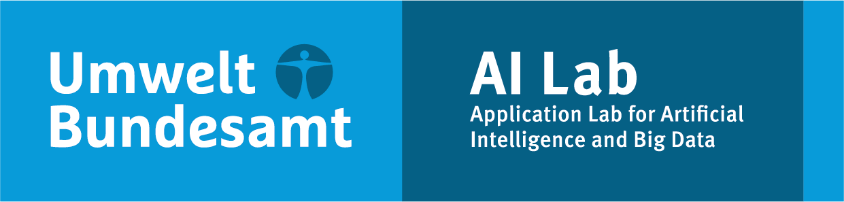 Umwelt
Bundesamt
AI Lab
Application Lab for Artificial
Intelligence and Big Data